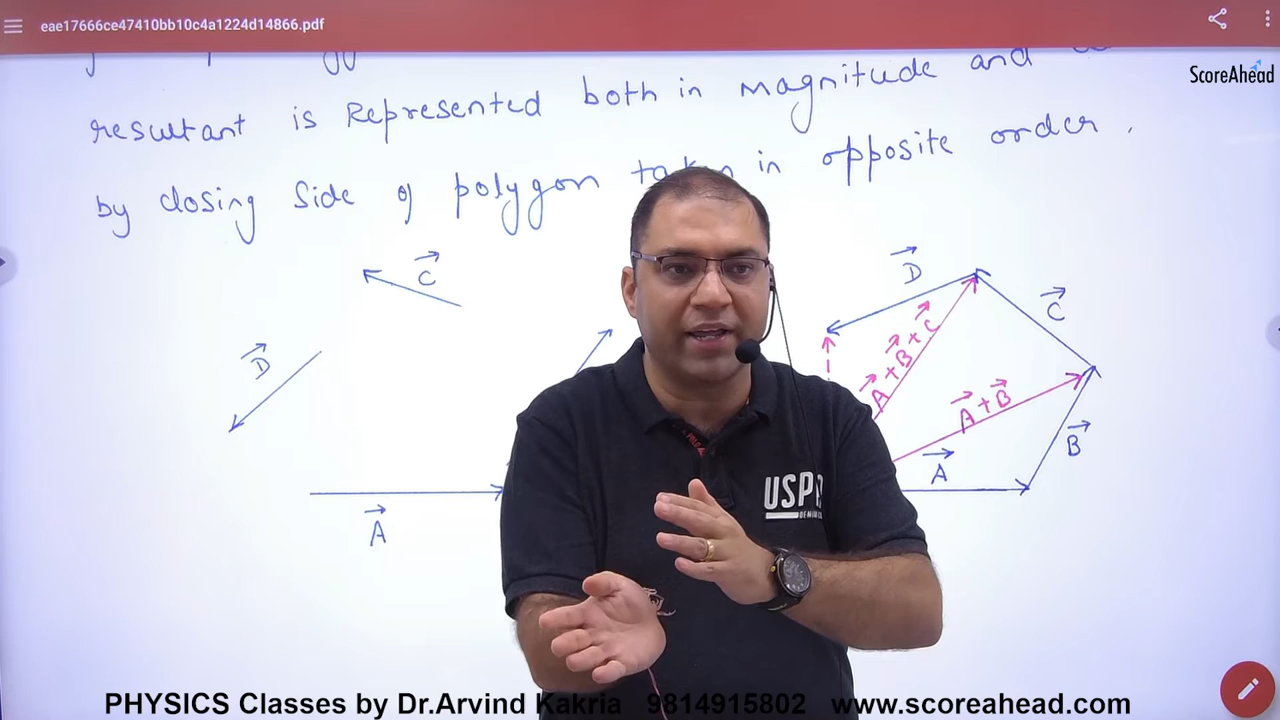 eae17666ce47410bb10c4a1224d14866.pdf
ScoreAhead
resultant is Represented both in magnitude and
by closing Side of polygon taken in opposite order.
C
D
A
D
C
A+B+C
A+B
B
A
USP
PHYSICS Classes by Dr.Arvind Kakria 9814915802 www.scoreahead.com